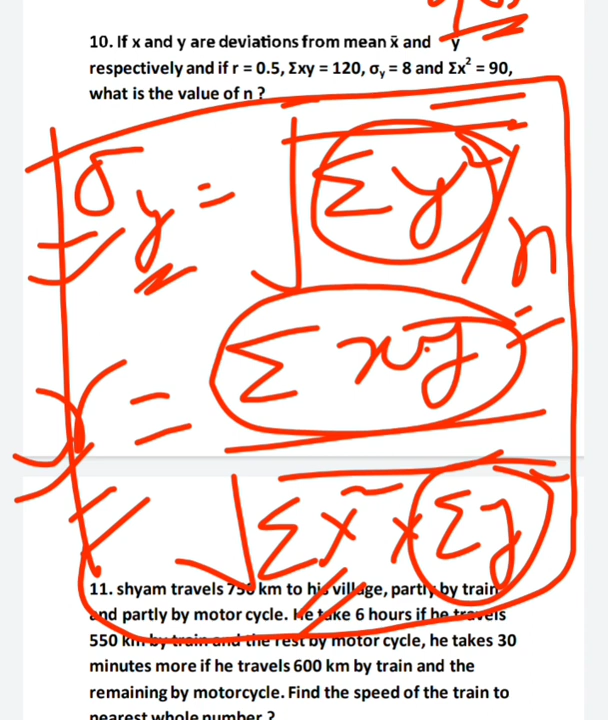 10. If x and y are deviations from mean x̄ and y
respectively and if r = 0.5, Σxy = 120, σy = 8 and Σx² = 90,
what is the value of n ?
σy = √Σy²/n
r = Σxy
√Σx² × Σy²
11. shyam travels 750 km to his village, partly by train
and partly by motor cycle. He take 6 hours if he travels
550 km by train and the rest by motor cycle, he takes 30
minutes more if he travels 600 km by train and the
remaining by motorcycle. Find the speed of the train to
nearest whole number ?